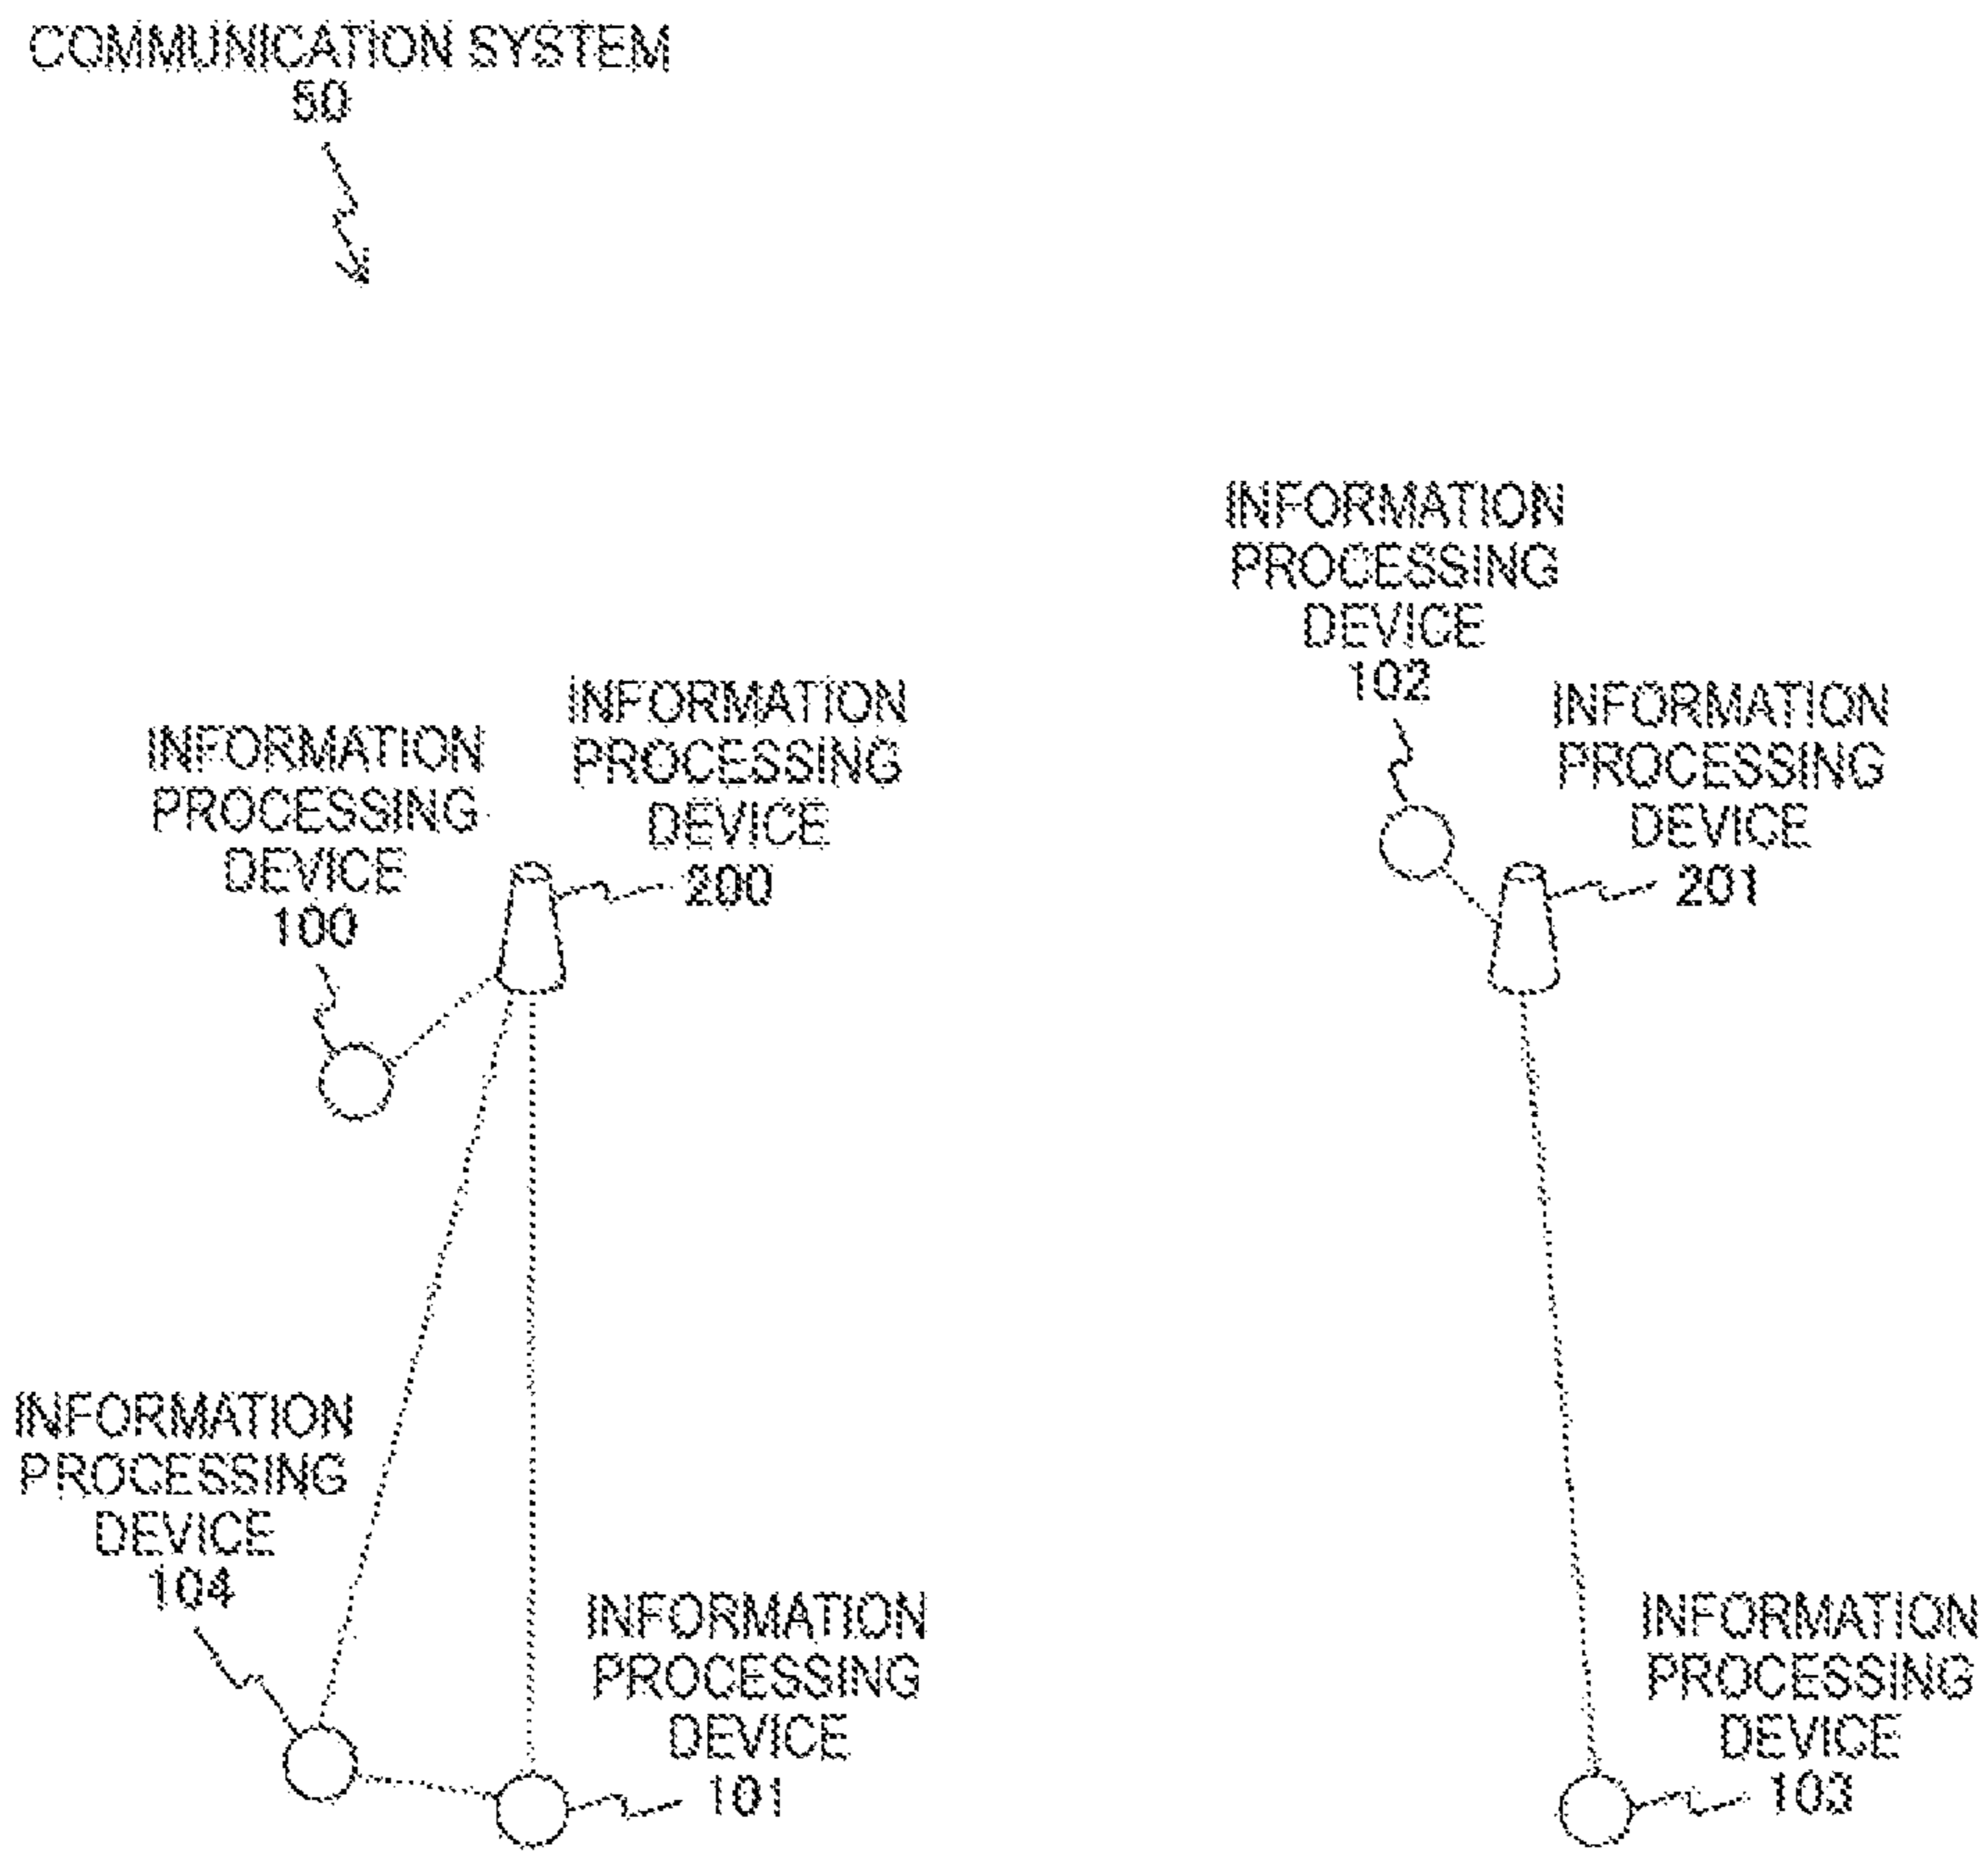 COMMUNICATION SYSTEM
50
INFORMATION
PROCESSING
DEVICE
102
INFORMATION
PROCESSING
DEVICE
201
INFORMATION
PROCESSING
DEVICE
200
INFORMATION
PROCESSING
DEVICE
100
INFORMATION
PROCESSING
DEVICE
104
INFORMATION
PROCESSING
DEVICE
101
INFORMATION
PROCESSING
DEVICE
103